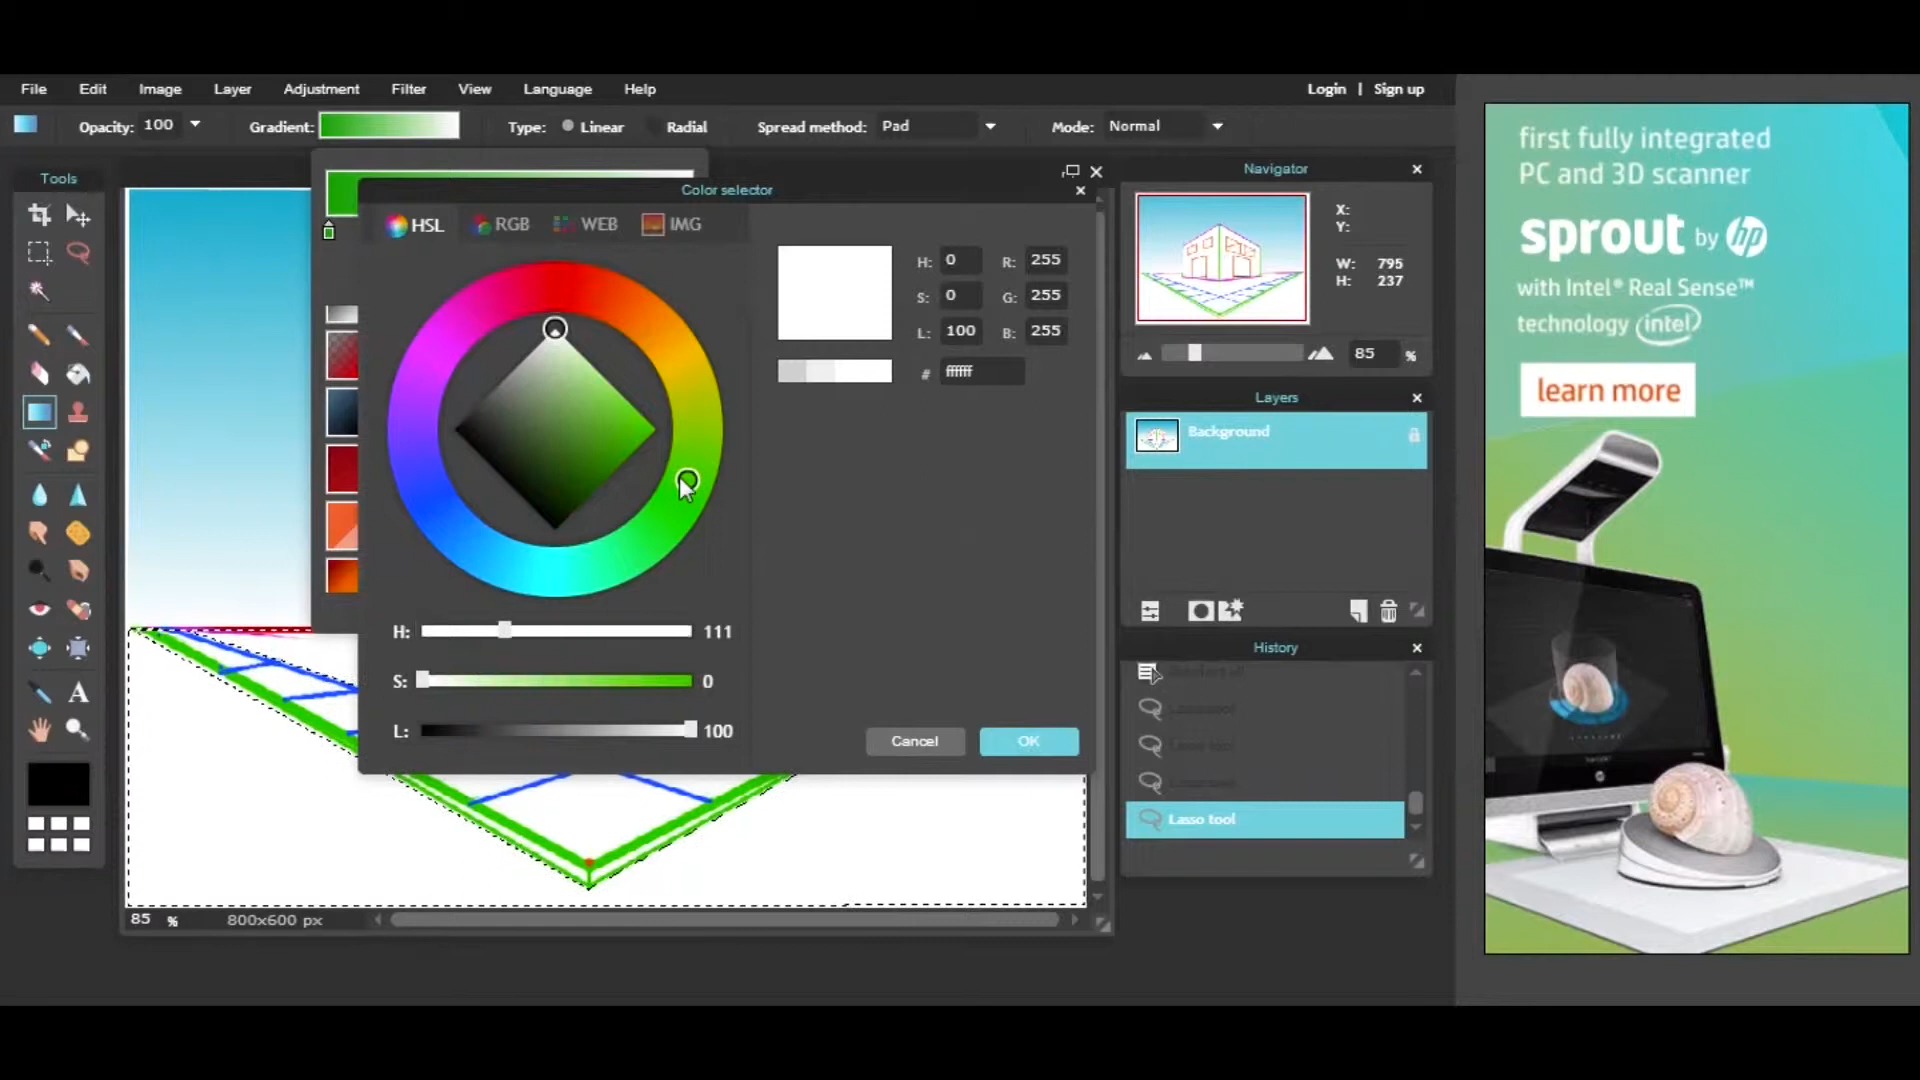 File Edit Image Layer Adjustment Filter View Language Help Login | Sign up
Opacity: 100 Gradient: Type: Linear Radial Spread method: Pad Mode: Normal
Tools
Color selector
HSL RGB WEB IMG
H: 0 R: 255
S: 0 G: 255
L: 100 B: 255
# ffffff
H: 111
S: 0
L: 100
Cancel OK
A
85 % 800x600 px
Navigator
X:
Y:
W: 795
H: 237
85 %
Layers
Background
History
Lasso tool
first fully integrated
PC and 3D scanner
sprout by hp
with Intel® Real Sense™
technology intel
learn more